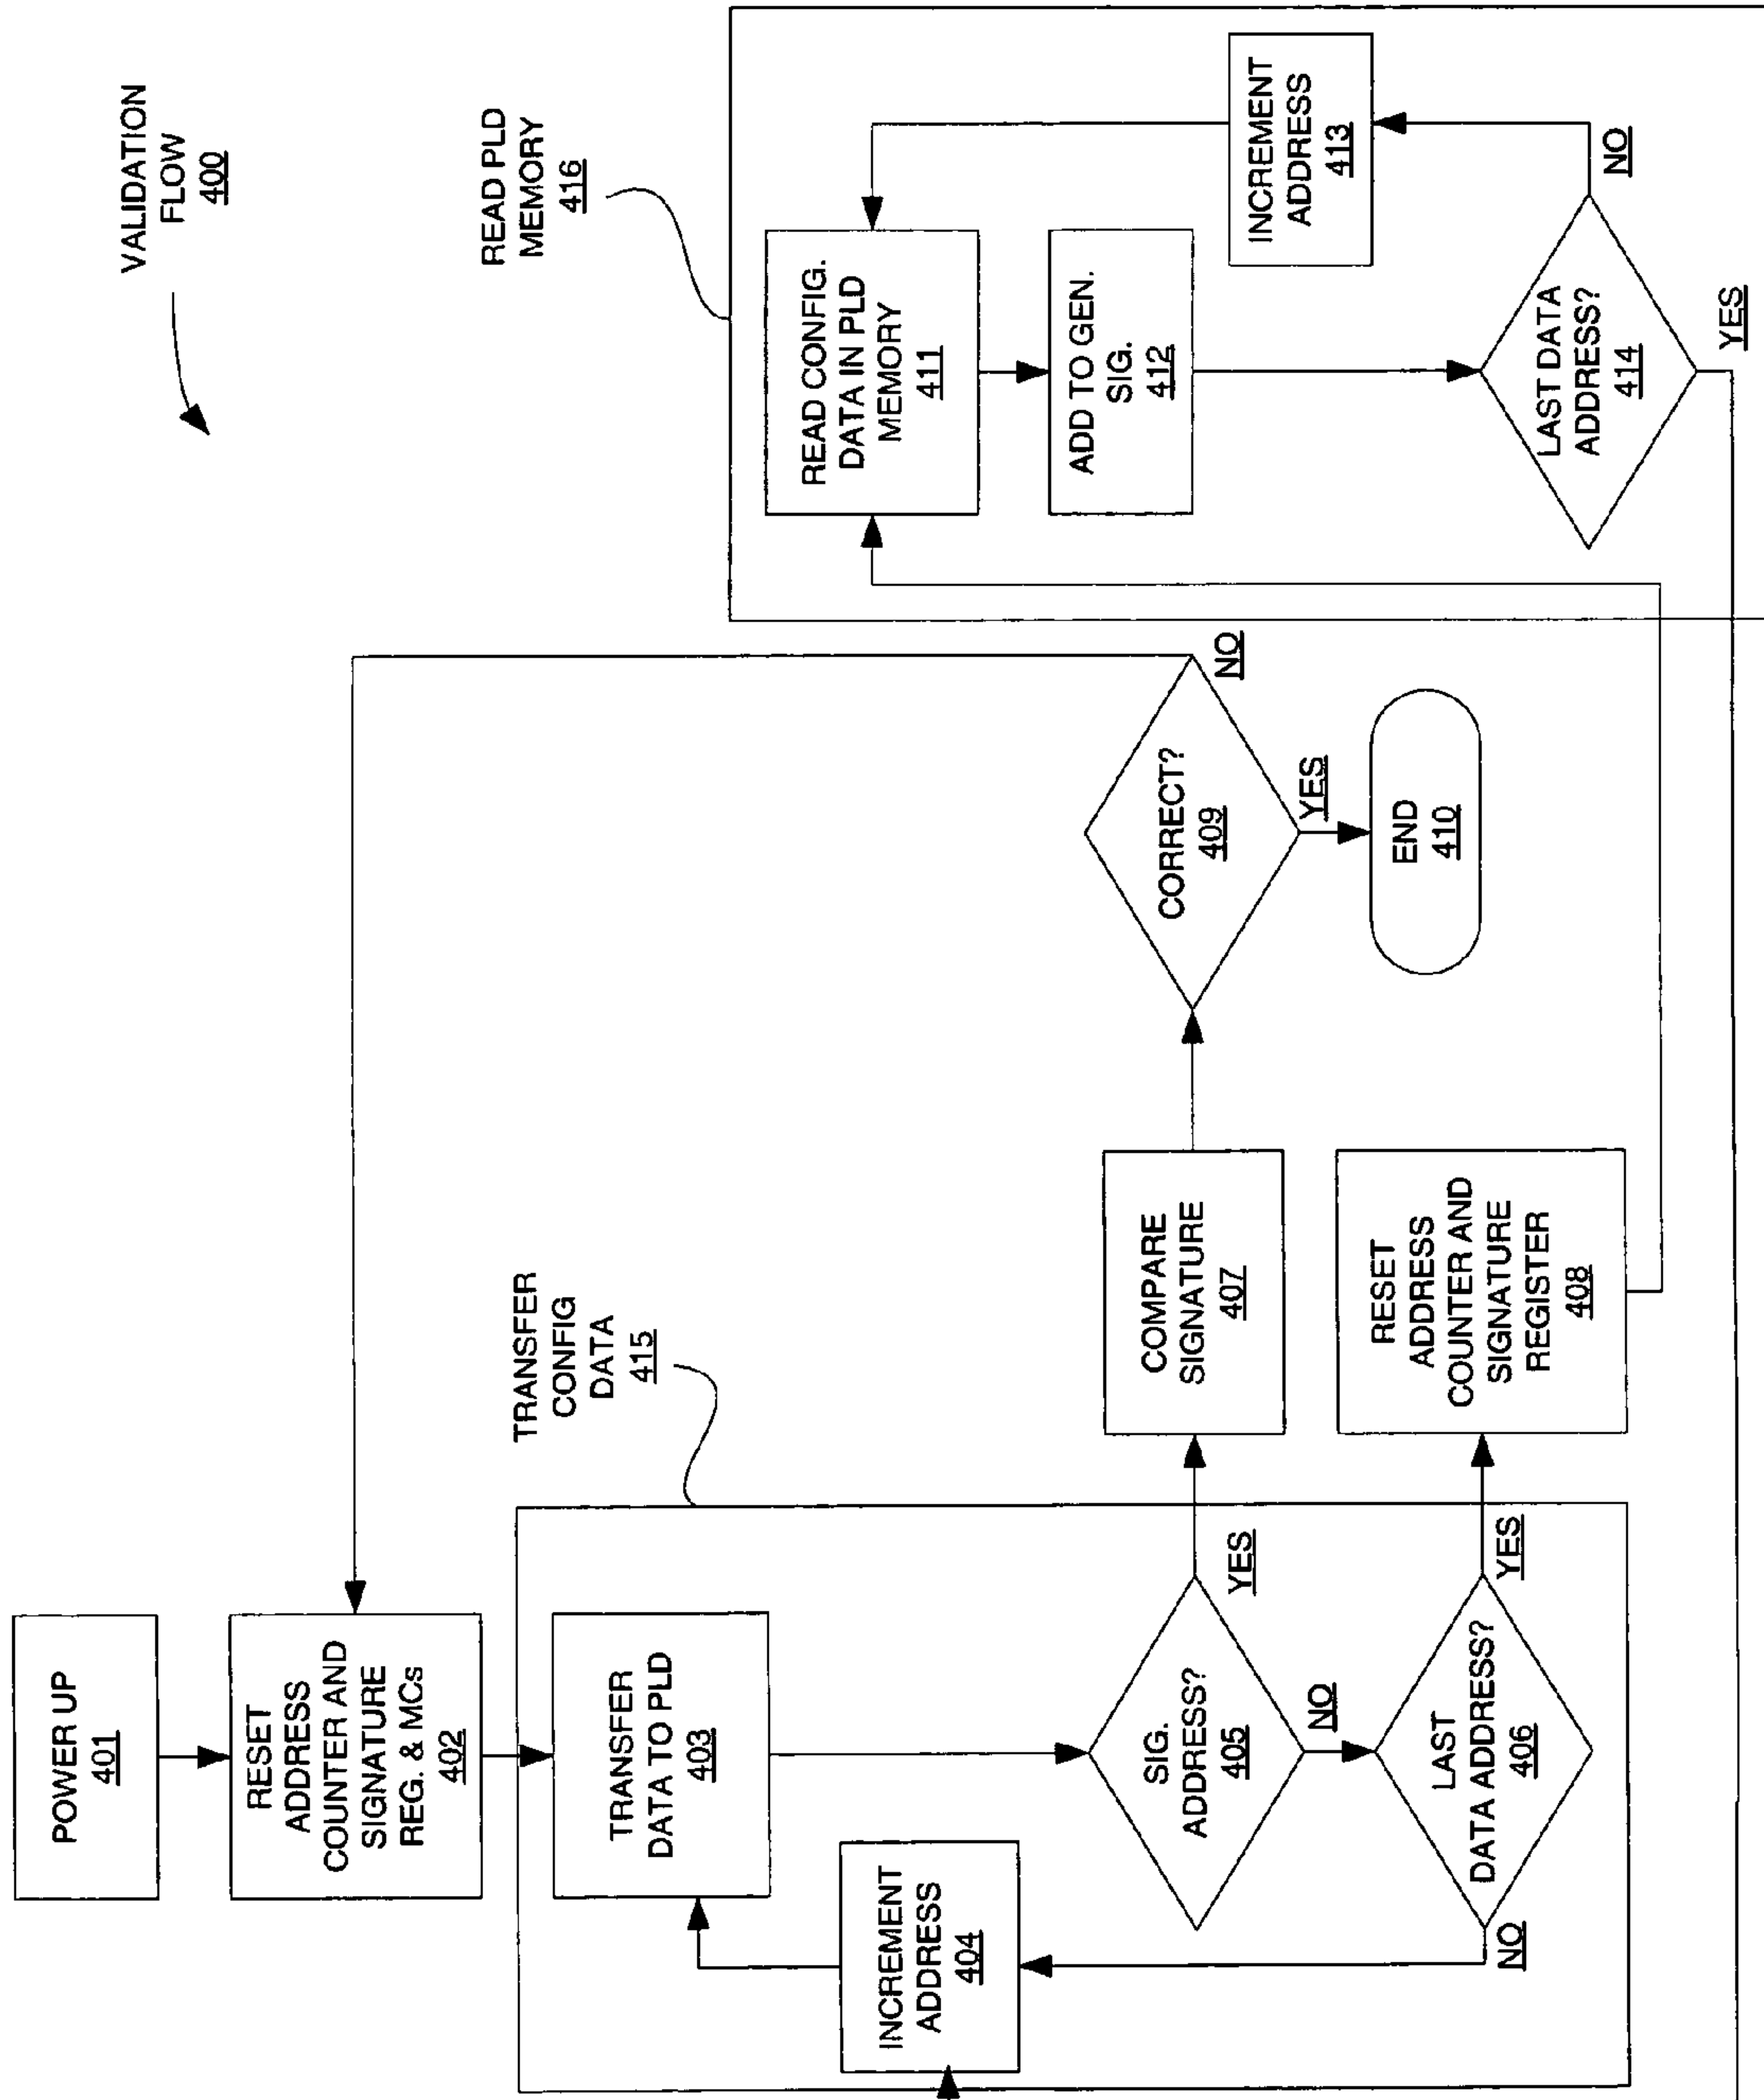 VALIDATION
FLOW
400
POWER UP
401
RESET
ADDRESS
COUNTER AND
SIGNATURE
REG. & MCs
402
TRANSFER
CONFIG
DATA
415
TRANSFER
DATA TO PLD
403
INCREMENT
ADDRESS
404
SIG.
ADDRESS?
405
YES
NO
LAST
DATA ADDRESS?
406
YES
NO
COMPARE
SIGNATURE
407
RESET
ADDRESS
COUNTER AND
SIGNATURE
REGISTER
408
CORRECT?
409
NO
YES
END
410
READ PLD
MEMORY
416
READ CONFIG.
DATA IN PLD
MEMORY
411
ADD TO GEN.
SIG.
412
INCREMENT
ADDRESS
413
LAST DATA
ADDRESS?
414
NO
YES